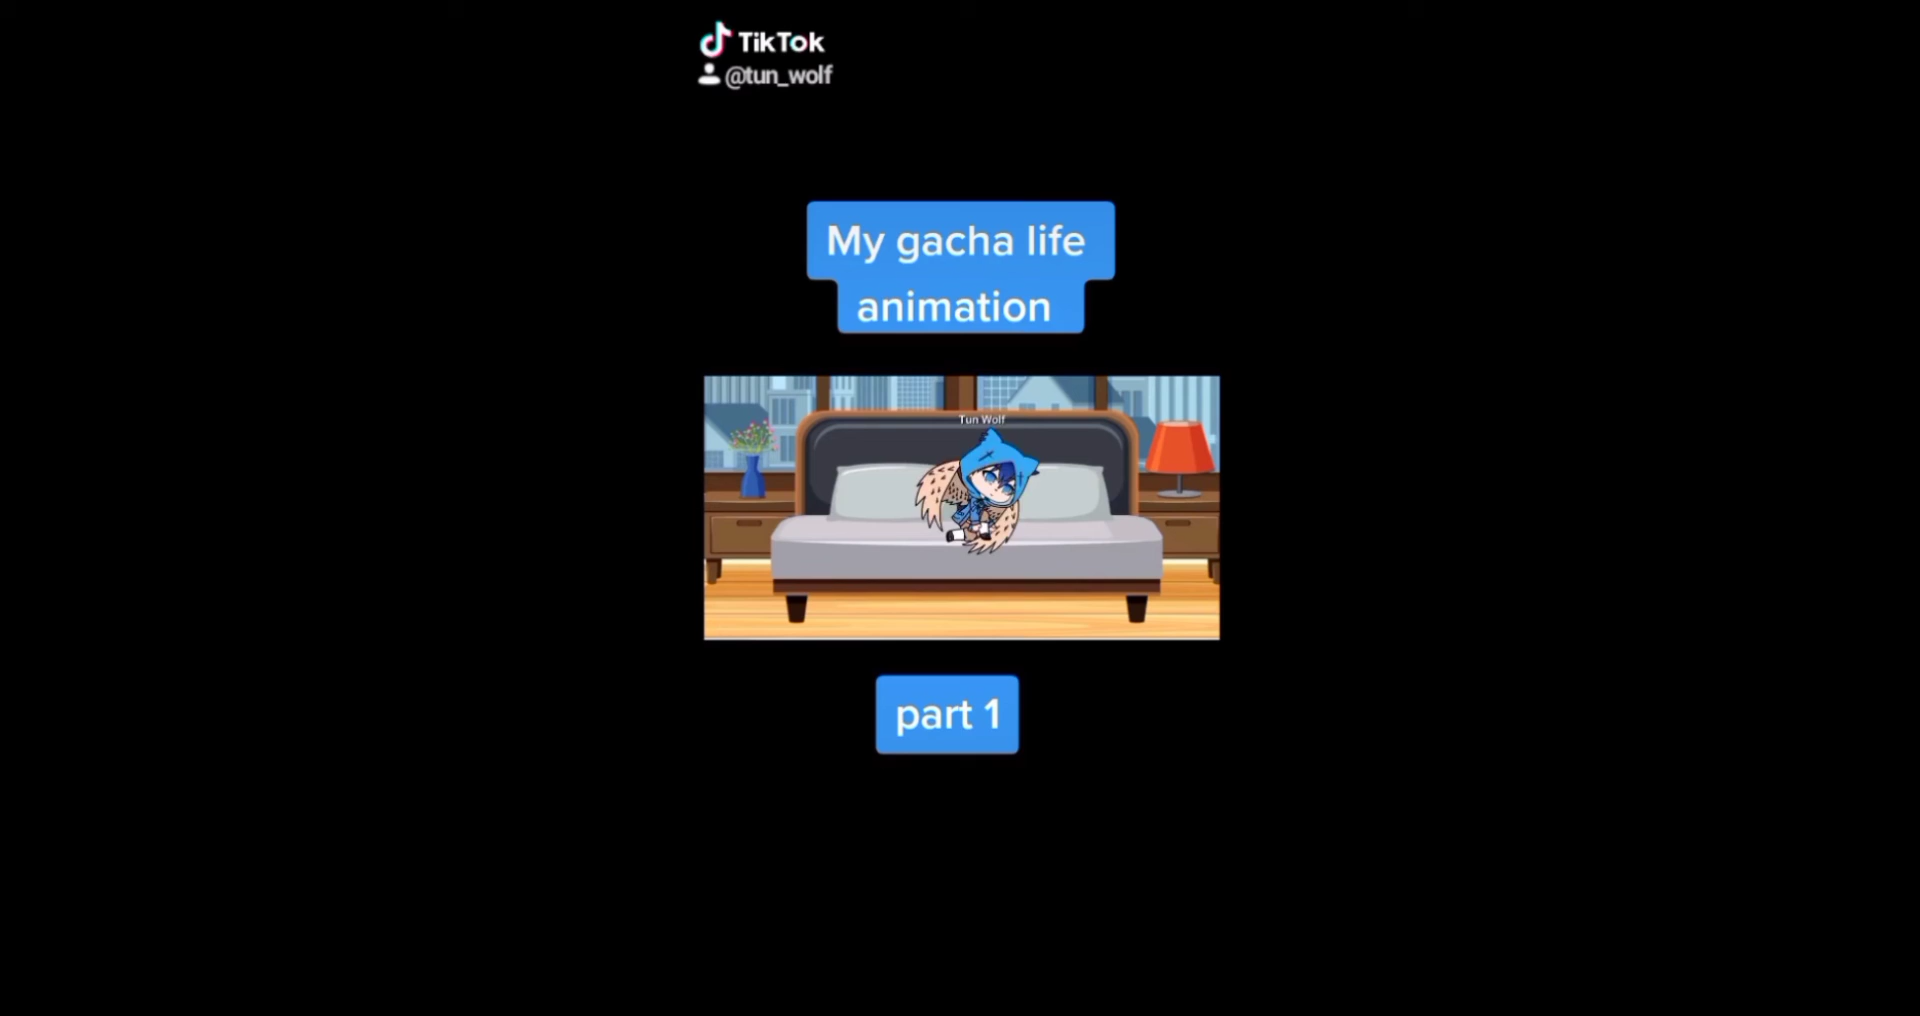 TikTok
@tun_wolf
My gacha life
animation
Tun Wolf
part 1